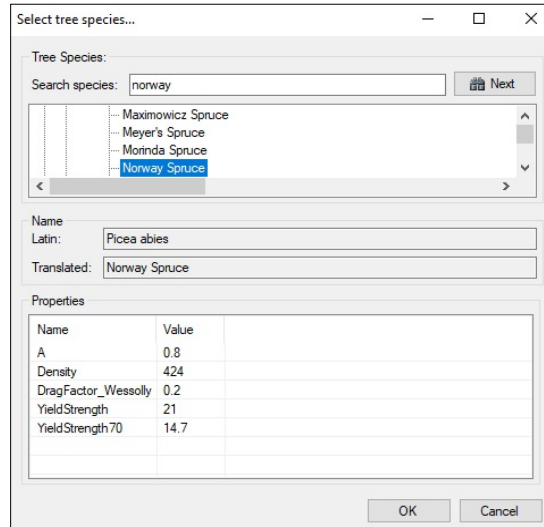 Select tree species...
Tree Species:
Search species: norway Next
Maximowicz Spruce
Meyer's Spruce
Morinda Spruce
Norway Spruce
Name
Latin: Picea abies
Translated: Norway Spruce
Properties
Name Value
A 0.8
Density 424
DragFactor_Wessolly 0.2
YieldStrength 21
YieldStrength70 14.7
OK Cancel